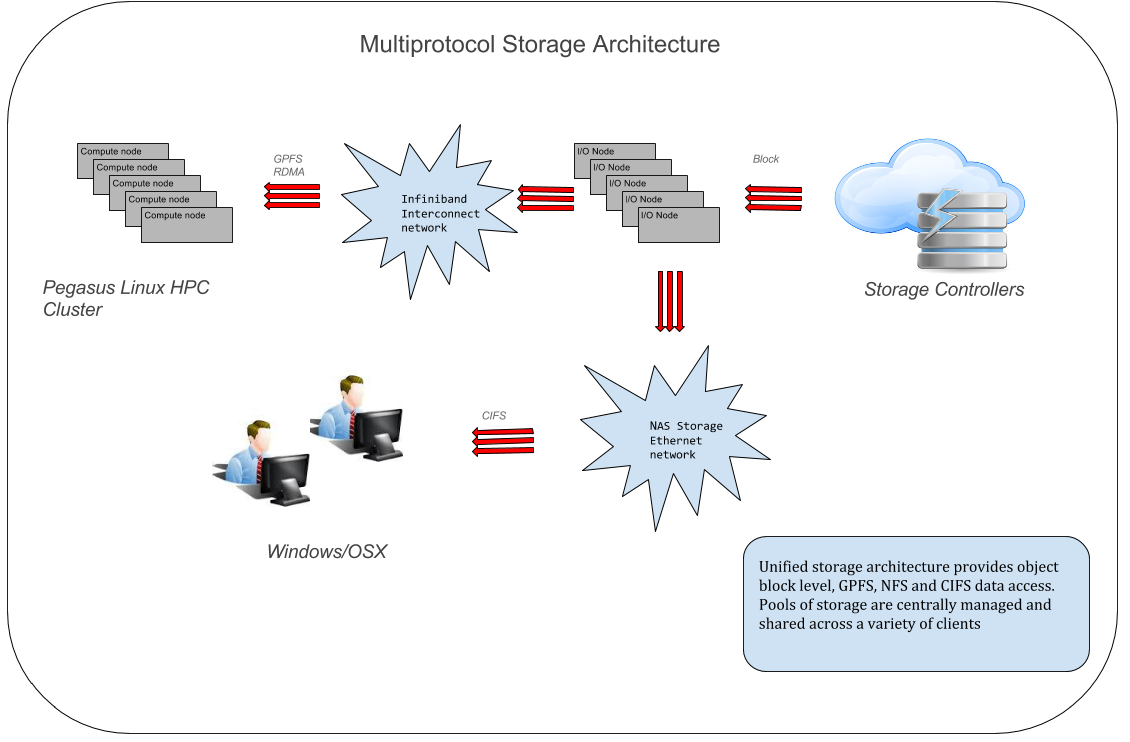 Multiprotocol Storage Architecture
Compute node
Compute node
Compute node
Compute node
Compute node
GPFS
RDMA
Infiniband
Interconnect
network
I/O Node
I/O Node
I/O Node
I/O Node
I/O Node
Block
Pegasus Linux HPC
Cluster
Storage Controllers
CIFS
NAS Storage
Ethernet
network
Windows/OSX
Unified storage architecture provides object
block level, GPFS, NFS and CIFS data access.
Pools of storage are centrally managed and
shared across a variety of clients